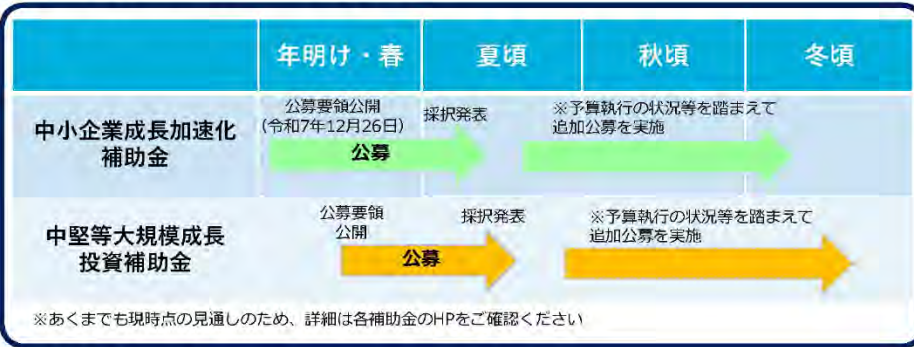 年明け・春
夏頃
秋頃
冬頃
中小企業成長加速化
補助金
公募要領公開
(令和7年12月26日)
公募
採択発表
※予算執行の状況等を踏まえて
追加公募を実施
中堅等大規模成長
投資補助金
公募要領
公開
公募
採択発表
※予算執行の状況等を踏まえて
追加公募を実施
※あくまでも現時点の見通しのため、詳細は各補助金のHPをご確認ください